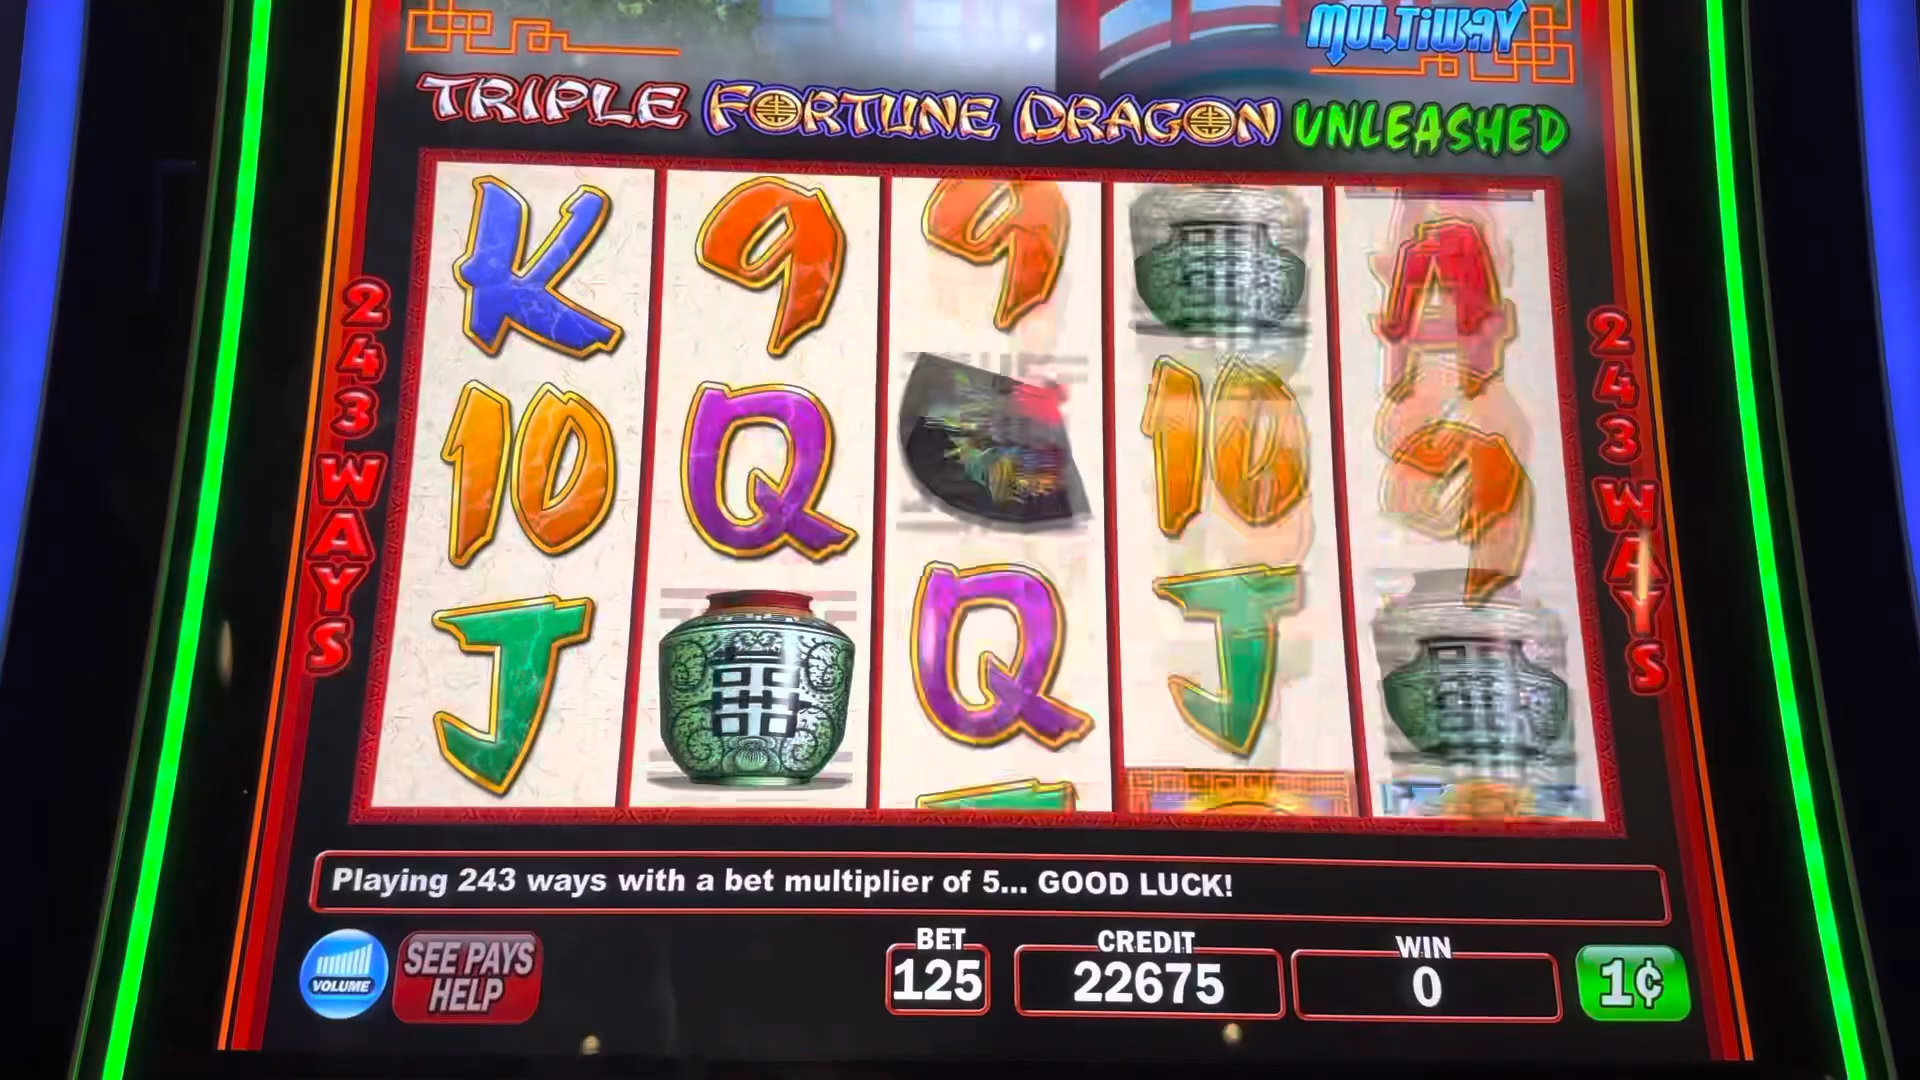 MULTIWAY
TRIPLE FORTUNE DRAGON UNLEASHED
243 WAYS
243 WAYS
K 9 9 A
10 Q 10 9
J Q J
Playing 243 ways with a bet multiplier of 5... GOOD LUCK!
VOLUME
SEE PAYS
HELP
BET
125
CREDIT
22675
WIN
0
1¢